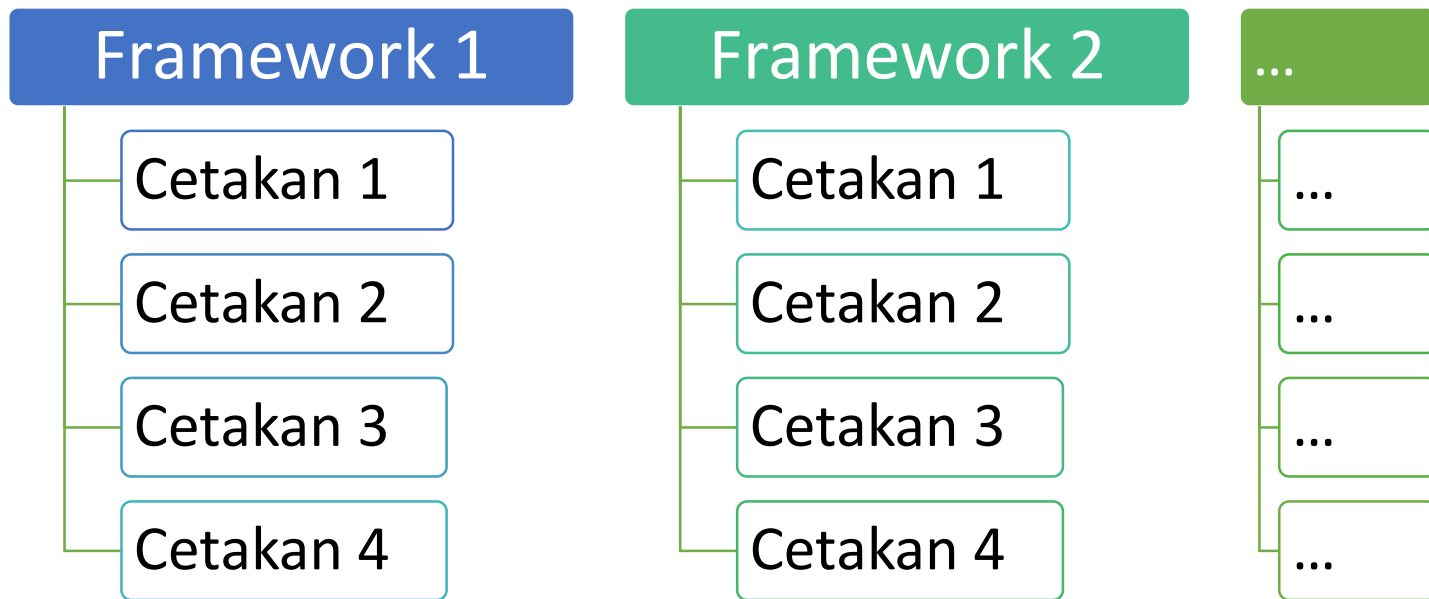 Framework 1
Cetakan 1
Cetakan 2
Cetakan 3
Cetakan 4
Framework 2
Cetakan 1
Cetakan 2
Cetakan 3
Cetakan 4
...
...
...
...
...